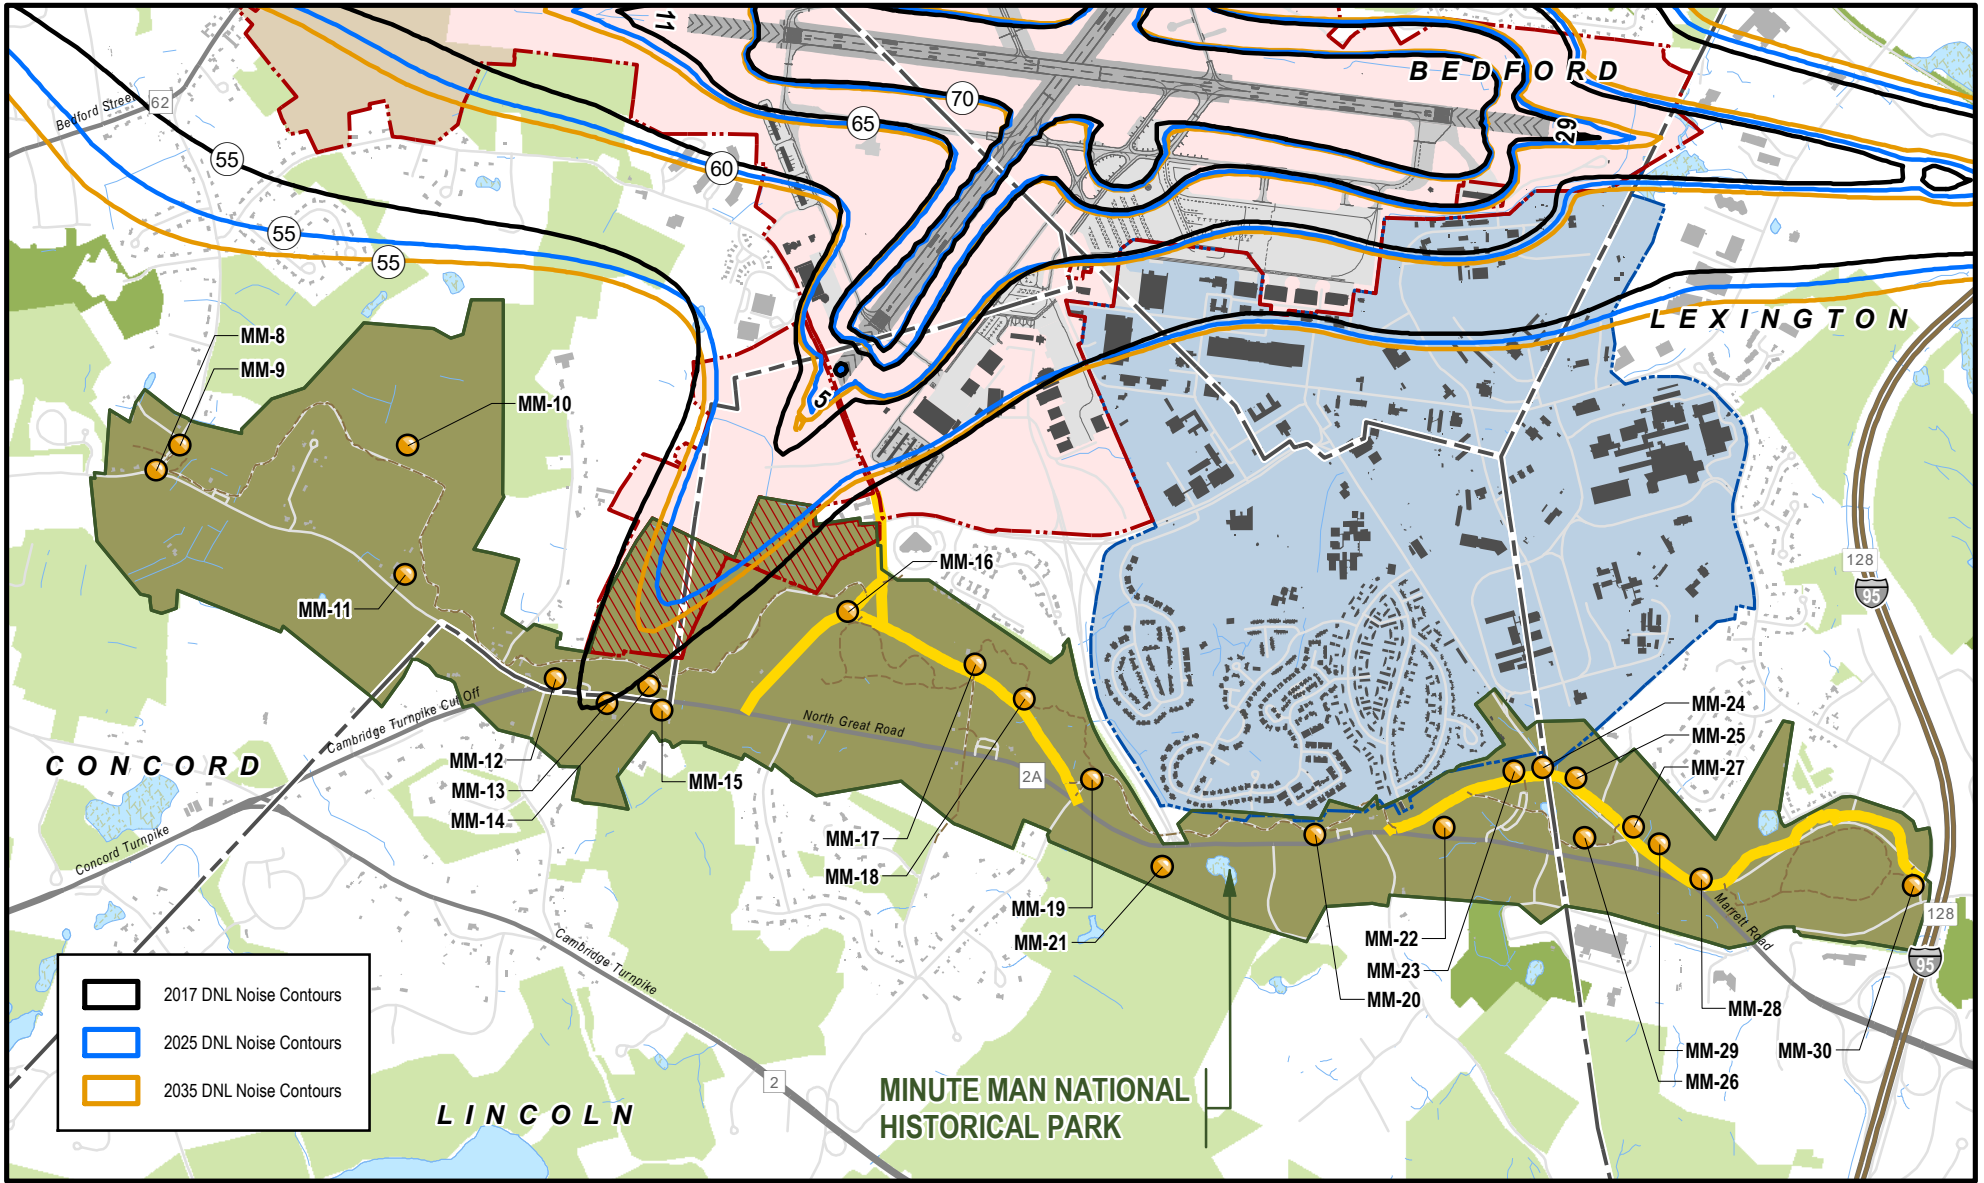 11
BEDFORD
62
Bedford Street
70
65
29
55
60
55
55
LEXINGTON
MM-8
MM-9
MM-10
5
MM-16
128
95
MM-11
MM-24
MM-25
MM-27
North Great Road
Cambridge Turnpike Cut Off
CONCORD
MM-12
MM-13
MM-14
MM-15
2A
MM-17
MM-18
MM-19
MM-21
Concord Turnpike
Marrett Road
128
95
MM-22
MM-23
MM-20
Cambridge Turnpike
MM-28
MM-29
MM-30
MM-26
2017 DNL Noise Contours
2025 DNL Noise Contours
2035 DNL Noise Contours
2
MINUTE MAN NATIONAL
HISTORICAL PARK
LINCOLN